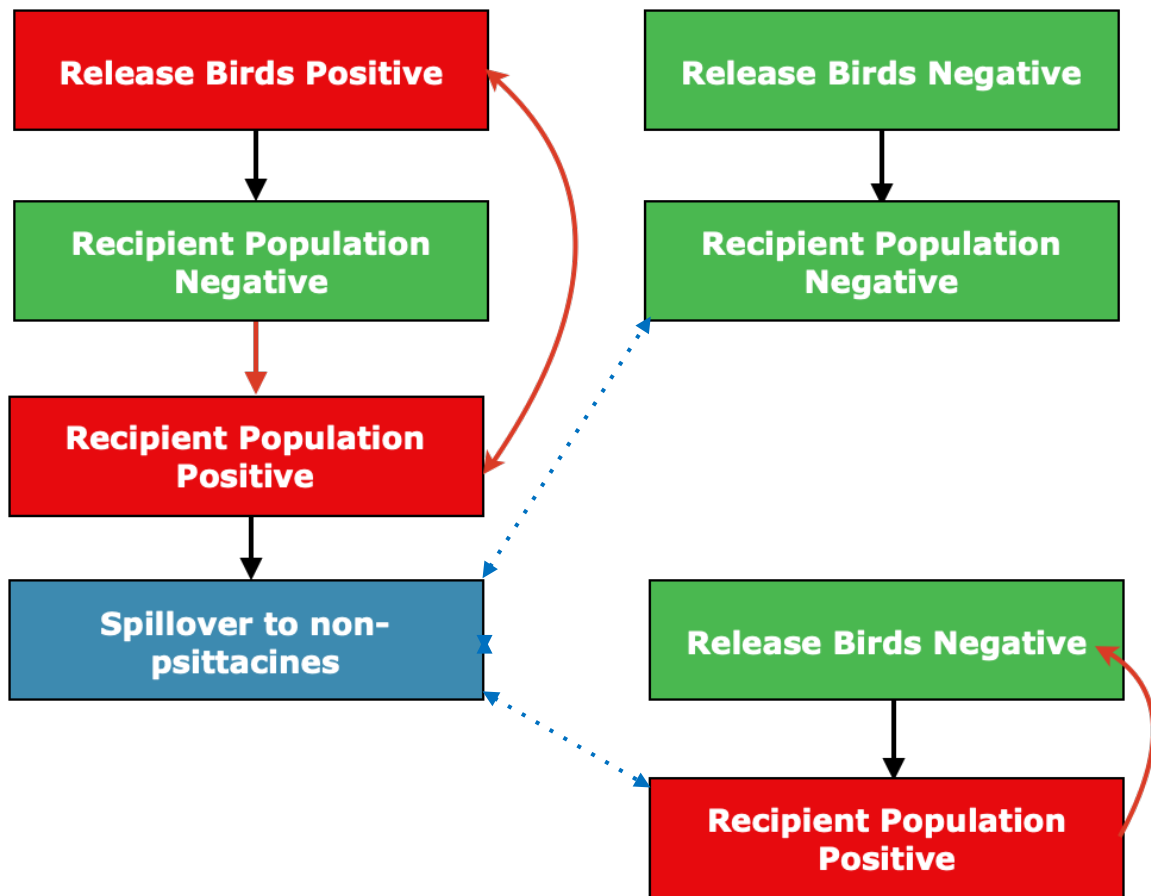 Release Birds Positive
Recipient Population
Negative
Recipient Population
Positive
Spillover to non-
psittacines
Release Birds Negative
Recipient Population
Negative
Release Birds Negative
Recipient Population
Positive